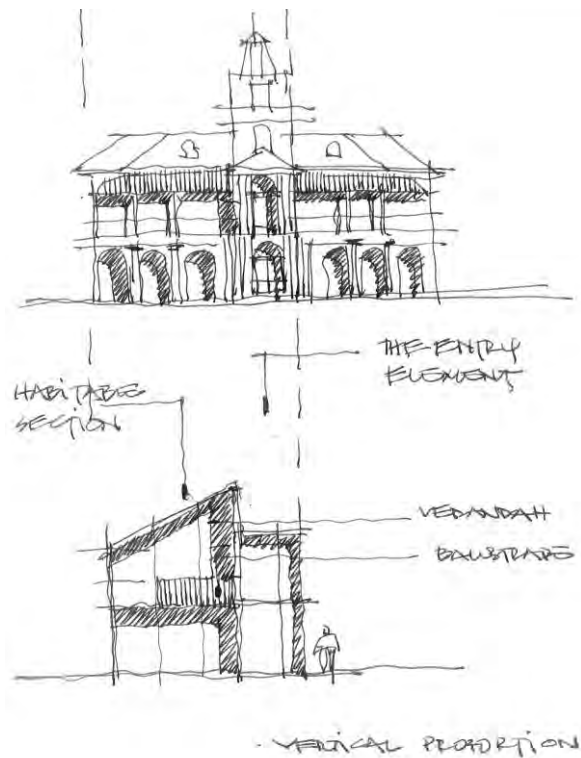 THE ENTRY
ELEMENT
HABITABLE
SECTION
VERANDAH
BALUSTRADE
VERTICAL PROPORTION